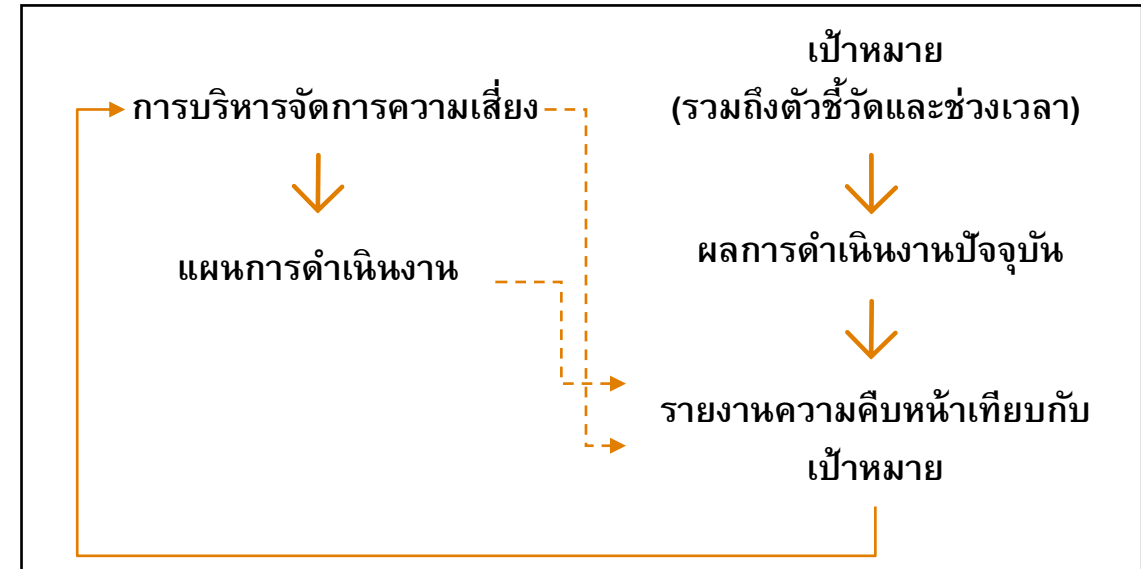 การบริหารจัดการความเสี่ยง
แผนการดำเนินงาน
เป้าหมาย
(รวมถึงตัวชี้วัดและช่วงเวลา)
ผลการดำเนินงานปัจจุบัน
รายงานความคืบหน้าเทียบกับ
เป้าหมาย